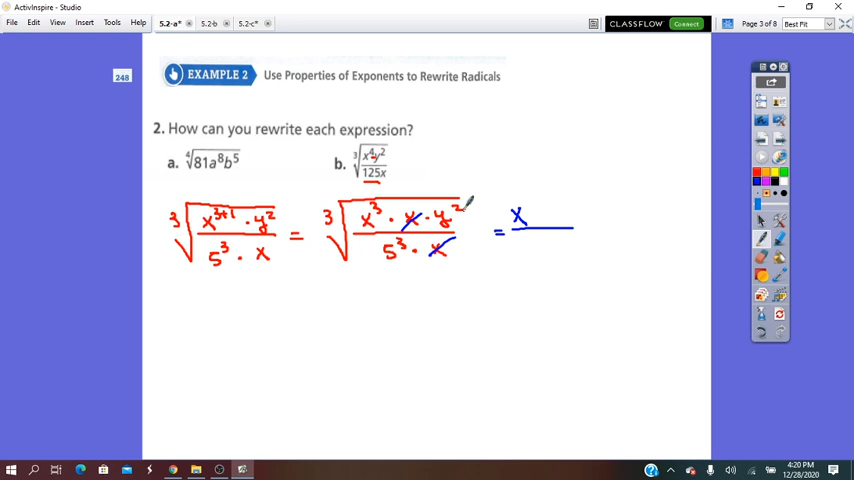 ActivInspire - Studio
File Edit View Insert Tools Help
5.2-a* 5.2-b 5.2-c*
CLASSFLOW Connect
Page 3 of 8
Best Fit
248
EXAMPLE 2 Use Properties of Exponents to Rewrite Radicals
2. How can you rewrite each expression?
a. ∜(81a⁸b⁵) b. ∛(x⁴y² / 125x)
∛(x³⁺¹ · y² / 5³ · x) = ∛(x³ · x · y² / 5³ · x) = x
4:20 PM
12/28/2020